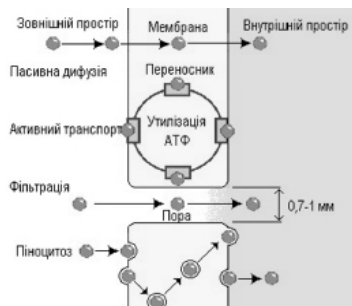 Зовнішній простір Мембрана Внутрішній простір
Пасивна дифузія Переносник
Активний транспорт Утилізація
АТФ
Фільтрація
Пора 0,7-1 мм
Піноцитоз